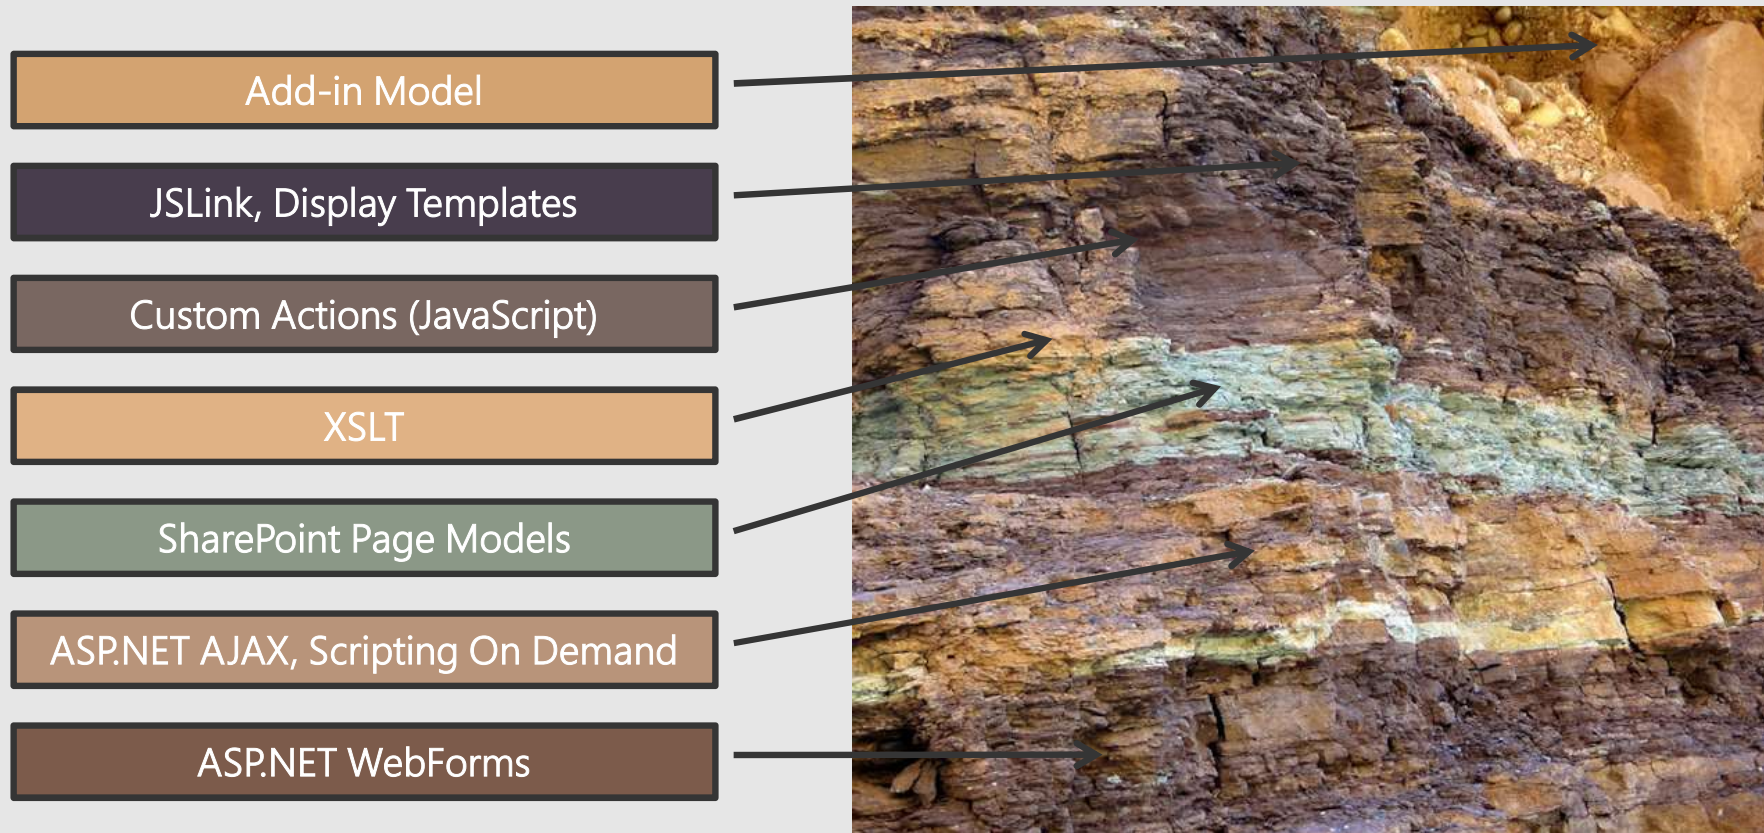 Add-in Model
JSLink, Display Templates
Custom Actions (JavaScript)
XSLT
SharePoint Page Models
ASP.NET AJAX, Scripting On Demand
ASP.NET WebForms